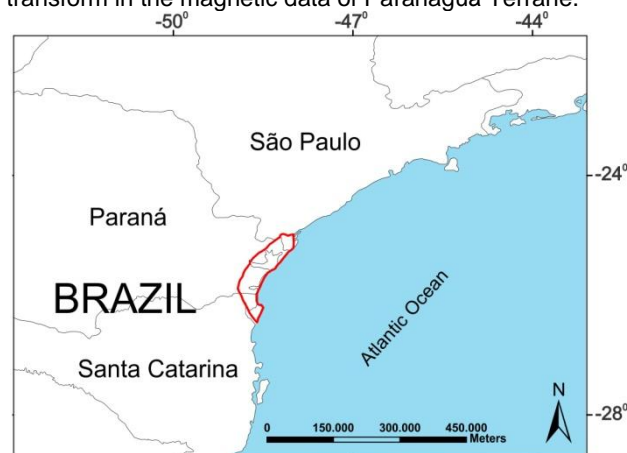 transform in the magnetic data of Paranaguá Terrane.
-50° -47° -44°
São Paulo
-24°
Paraná
BRAZIL
Atlantic Ocean
Santa Catarina
N
-28°
0 150.000 300.000 450.000
Meters